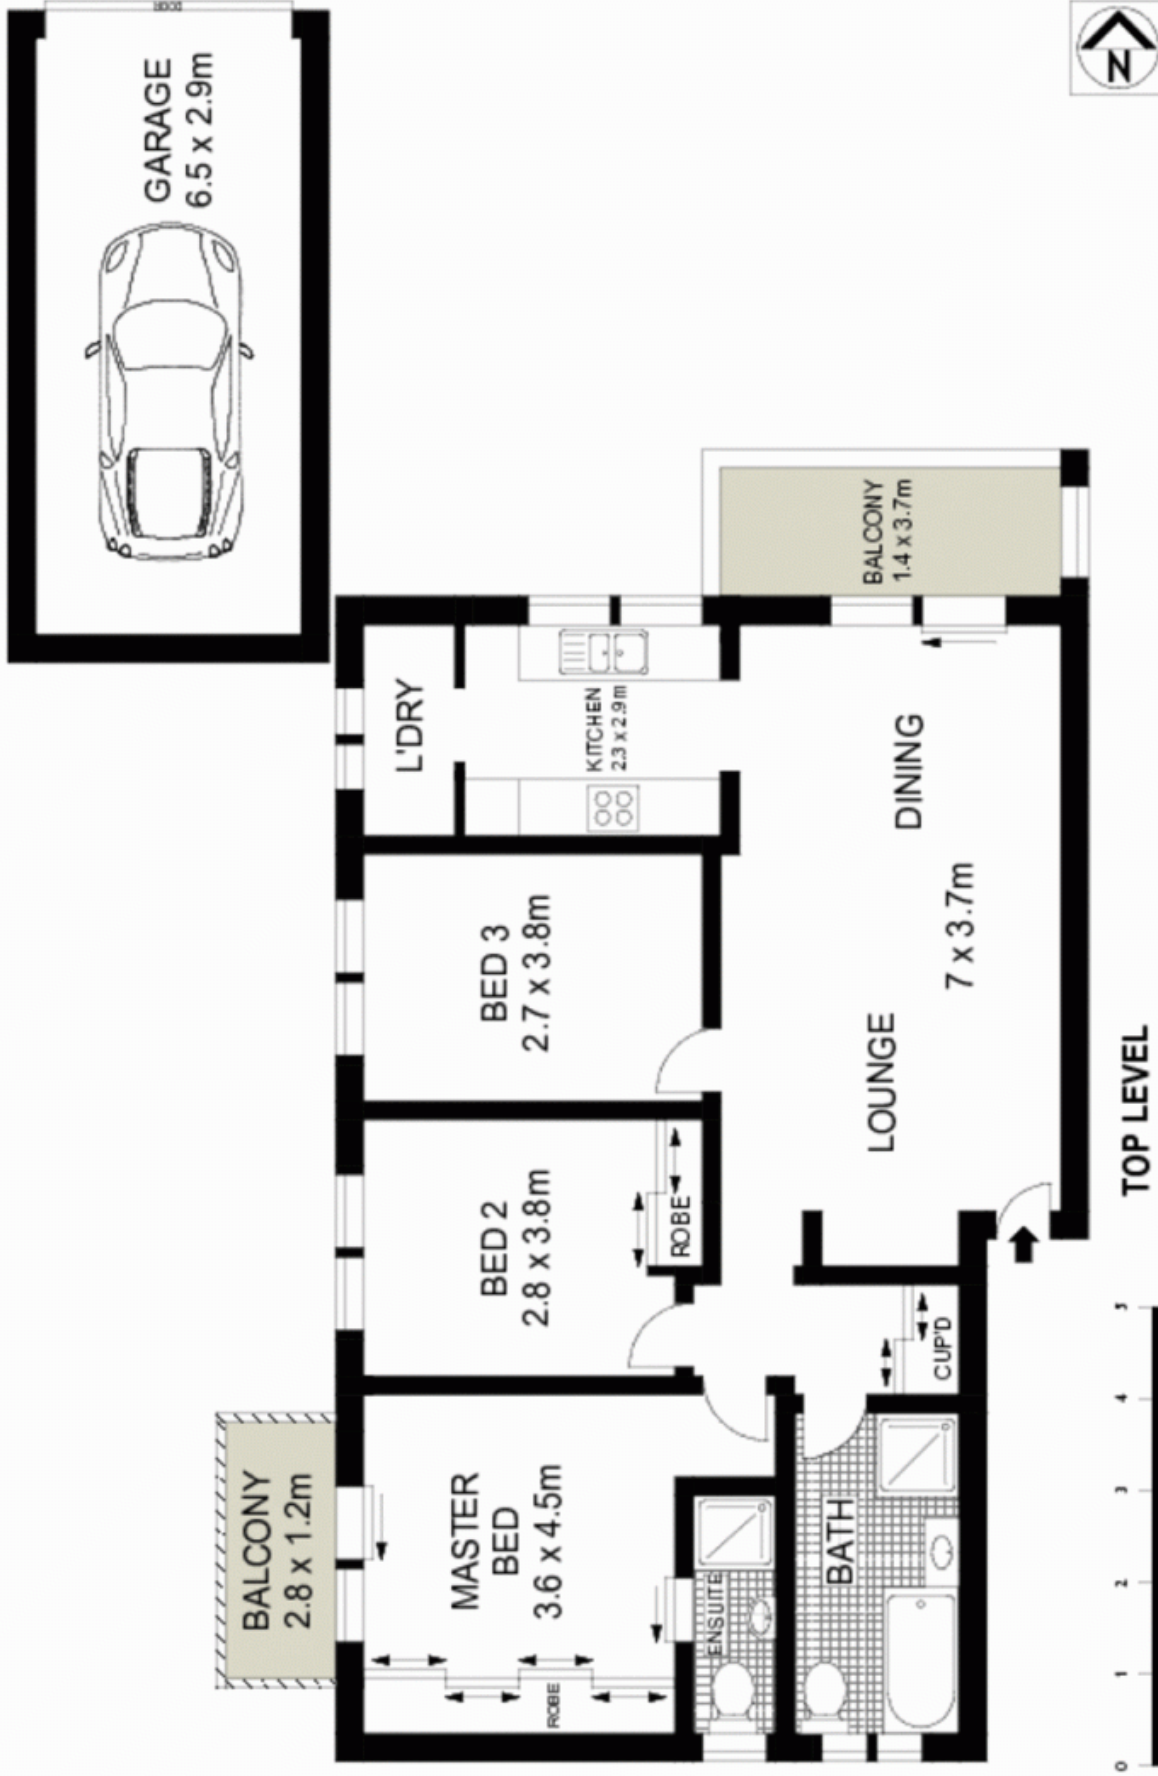 DOOR
GARAGE
6.5 x 2.9m
N
BALCONY
2.8 x 1.2m
MASTER
BED
3.6 x 4.5m
ROBE
ENSUITE
BATH
BED 2
2.8 x 3.8m
ROBE
CUP'D
BED 3
2.7 x 3.8m
L'DRY
KITCHEN
2.3 x 2.9m
LOUNGE
DINING
7 x 3.7m
BALCONY
1.4 x 3.7m
TOP LEVEL
0 1 2 3 4 5